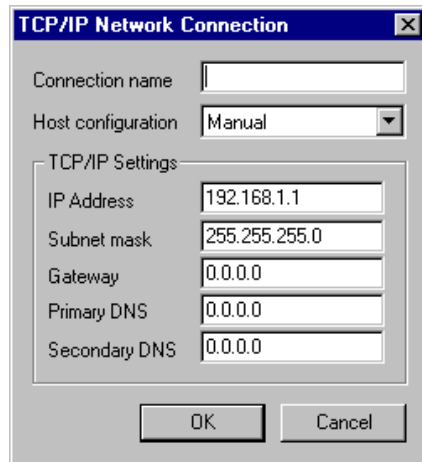 TCP/IP Network Connection
Connection name
Host configuration Manual
TCP/IP Settings
IP Address 192.168.1.1
Subnet mask 255.255.255.0
Gateway 0.0.0.0
Primary DNS 0.0.0.0
Secondary DNS 0.0.0.0
OK Cancel